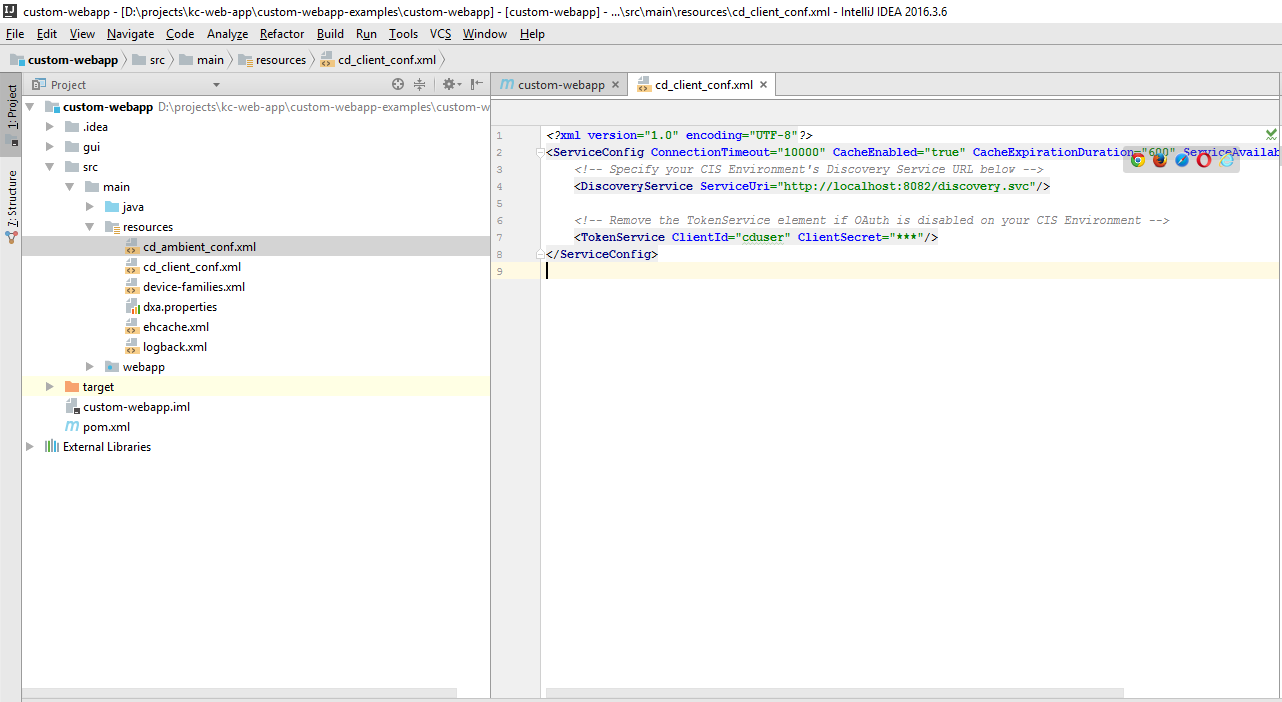 custom-webapp - [D:\projects\kc-web-app\custom-webapp-examples\custom-webapp] - [custom-webapp] - ...\src\main\resources\cd_client_conf.xml - IntelliJ IDEA 2016.3.6
File Edit View Navigate Code Analyze Refactor Build Run Tools VCS Window Help
custom-webapp src main resources cd_client_conf.xml
1: Project
7: Structure
Project
custom-webapp D:\projects\kc-web-app\custom-webapp-examples\custom-w
.idea
gui
src
main
java
resources
cd_ambient_conf.xml
cd_client_conf.xml
device-families.xml
dxa.properties
ehcache.xml
logback.xml
webapp
target
custom-webapp.iml
pom.xml
External Libraries
custom-webapp cd_client_conf.xml
1 <?xml version="1.0" encoding="UTF-8"?>
2 <ServiceConfig ConnectionTimeout="10000" CacheEnabled="true" CacheExpirationDuration="600" ServiceAvailab
3 <!-- Specify your CIS Environment's Discovery Service URL below -->
4 <DiscoveryService ServiceUri="http://localhost:8082/discovery.svc"/>
5
6 <!-- Remove the TokenService element if OAuth is disabled on your CIS Environment -->
7 <TokenService ClientId="cduser" ClientSecret="***"/>
8 </ServiceConfig>
9